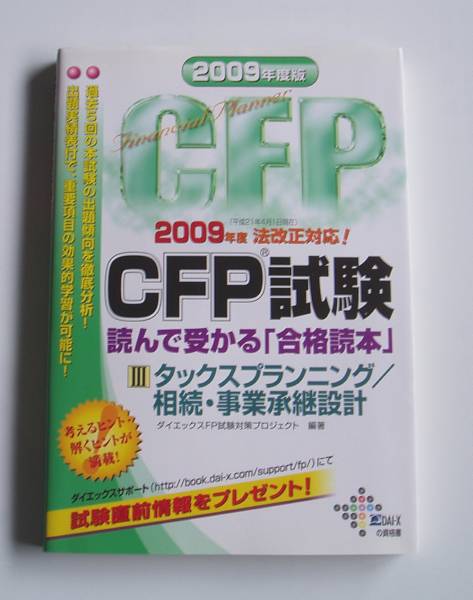 2009年度版
CFP
Financial Planner
過去5回の本試験の出題傾向を徹底分析!
出題実績表付で、重要項目の効果的学習が可能に!
(平成21年4月1日現在)
2009年度 法改正対応!
CFP®試験
読んで受かる「合格読本」
Ⅲ タックスプランニング/
相続・事業承継設計
ダイエックスFP試験対策プロジェクト 編著
考えるヒント・
解くヒントが
満載!
ダイエックスサポート(http://book.dai-x.com/support/fp/)にて
試験直前情報をプレゼント!
DAI-X
の資格書